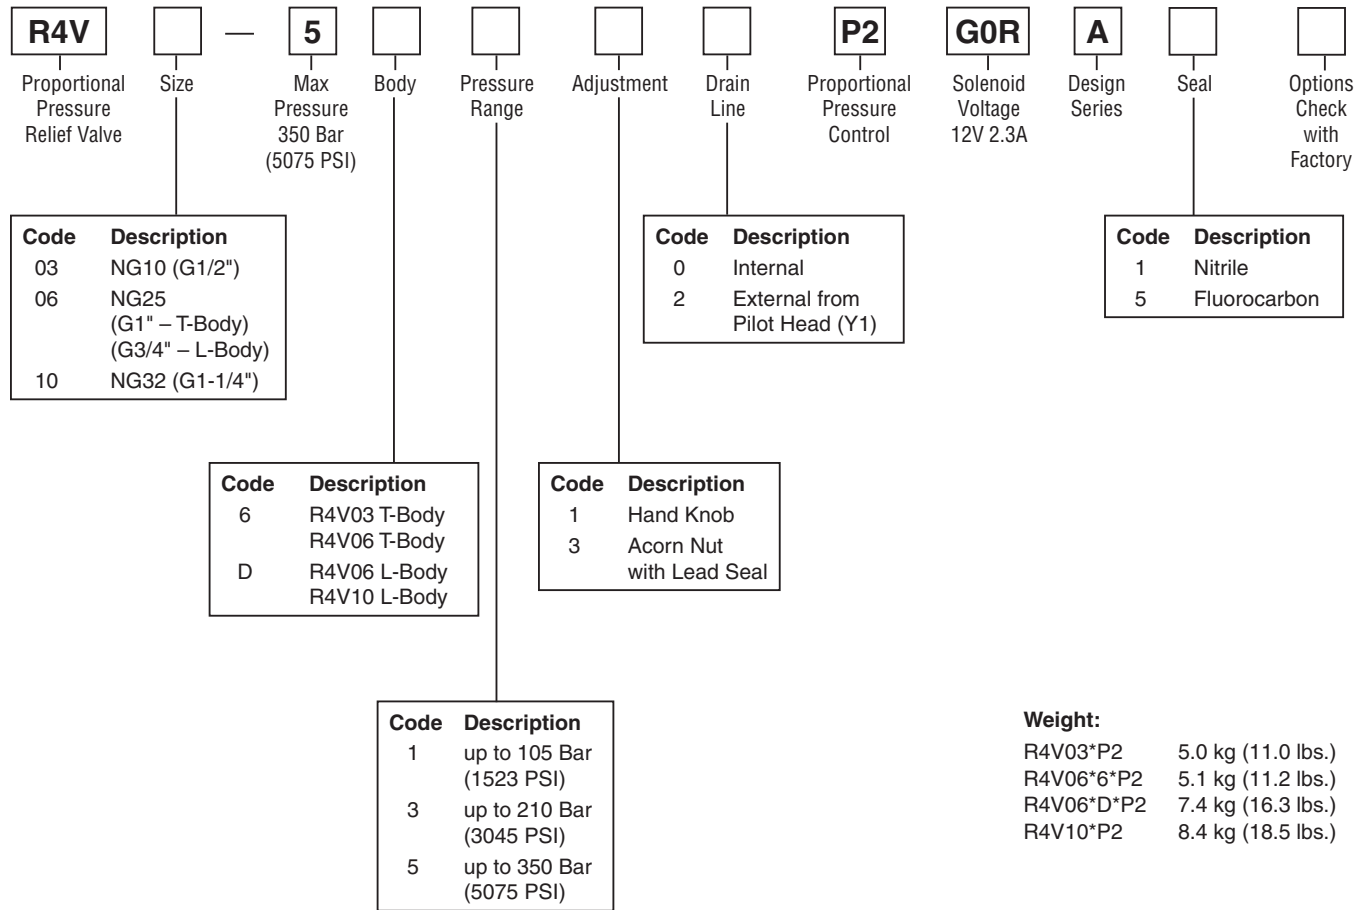 R4V — 5 P2 G0R A
Proportional
Pressure
Relief Valve
Size
Max
Pressure
350 Bar
(5075 PSI)
Body
Pressure
Range
Adjustment
Drain
Line
Proportional
Pressure
Control
Solenoid
Voltage
12V 2.3A
Design
Series
Seal
Options
Check
with
Factory
Code Description
03 NG10 (G1/2")
06 NG25
(G1" – T-Body)
(G3/4" – L-Body)
10 NG32 (G1-1/4")
Code Description
0 Internal
2 External from
Pilot Head (Y1)
Code Description
1 Nitrile
5 Fluorocarbon
Code Description
6 R4V03 T-Body
R4V06 T-Body
D R4V06 L-Body
R4V10 L-Body
Code Description
1 Hand Knob
3 Acorn Nut
with Lead Seal
Code Description
1 up to 105 Bar
(1523 PSI)
3 up to 210 Bar
(3045 PSI)
5 up to 350 Bar
(5075 PSI)
Weight:
R4V03*P2 5.0 kg (11.0 lbs.)
R4V06*6*P2 5.1 kg (11.2 lbs.)
R4V06*D*P2 7.4 kg (16.3 lbs.)
R4V10*P2 8.4 kg (18.5 lbs.)